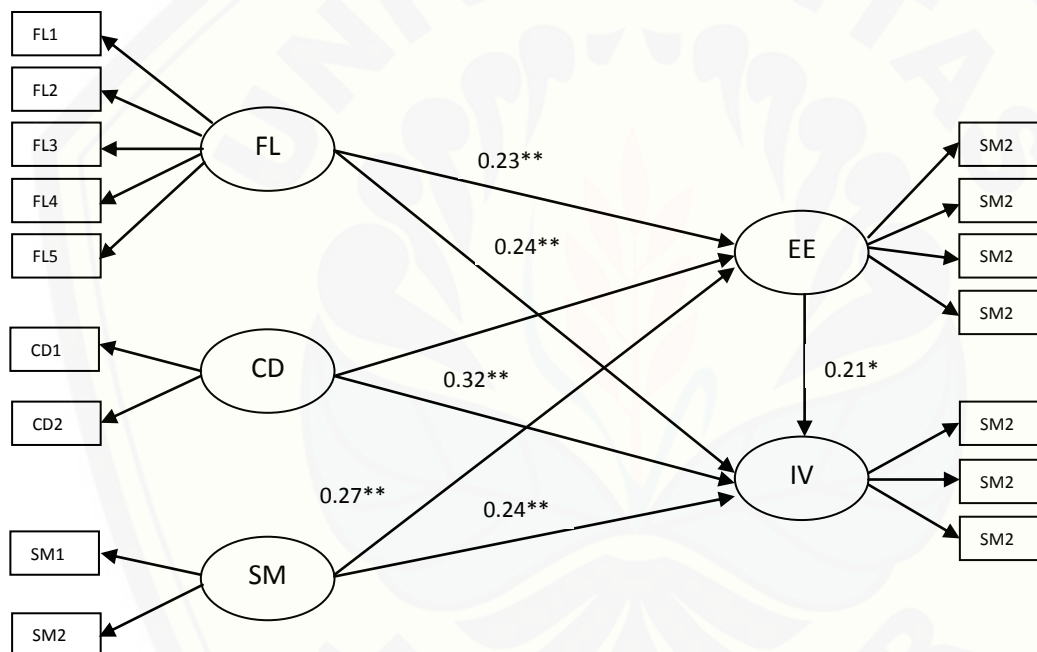 FL1
FL2
FL3
FL4
FL5
FL
CD1
CD2
CD
SM1
SM2
SM
0.23**
0.24**
0.32**
0.27**
0.24**
EE
0.21*
IV
SM2
SM2
SM2
SM2
SM2
SM2
SM2